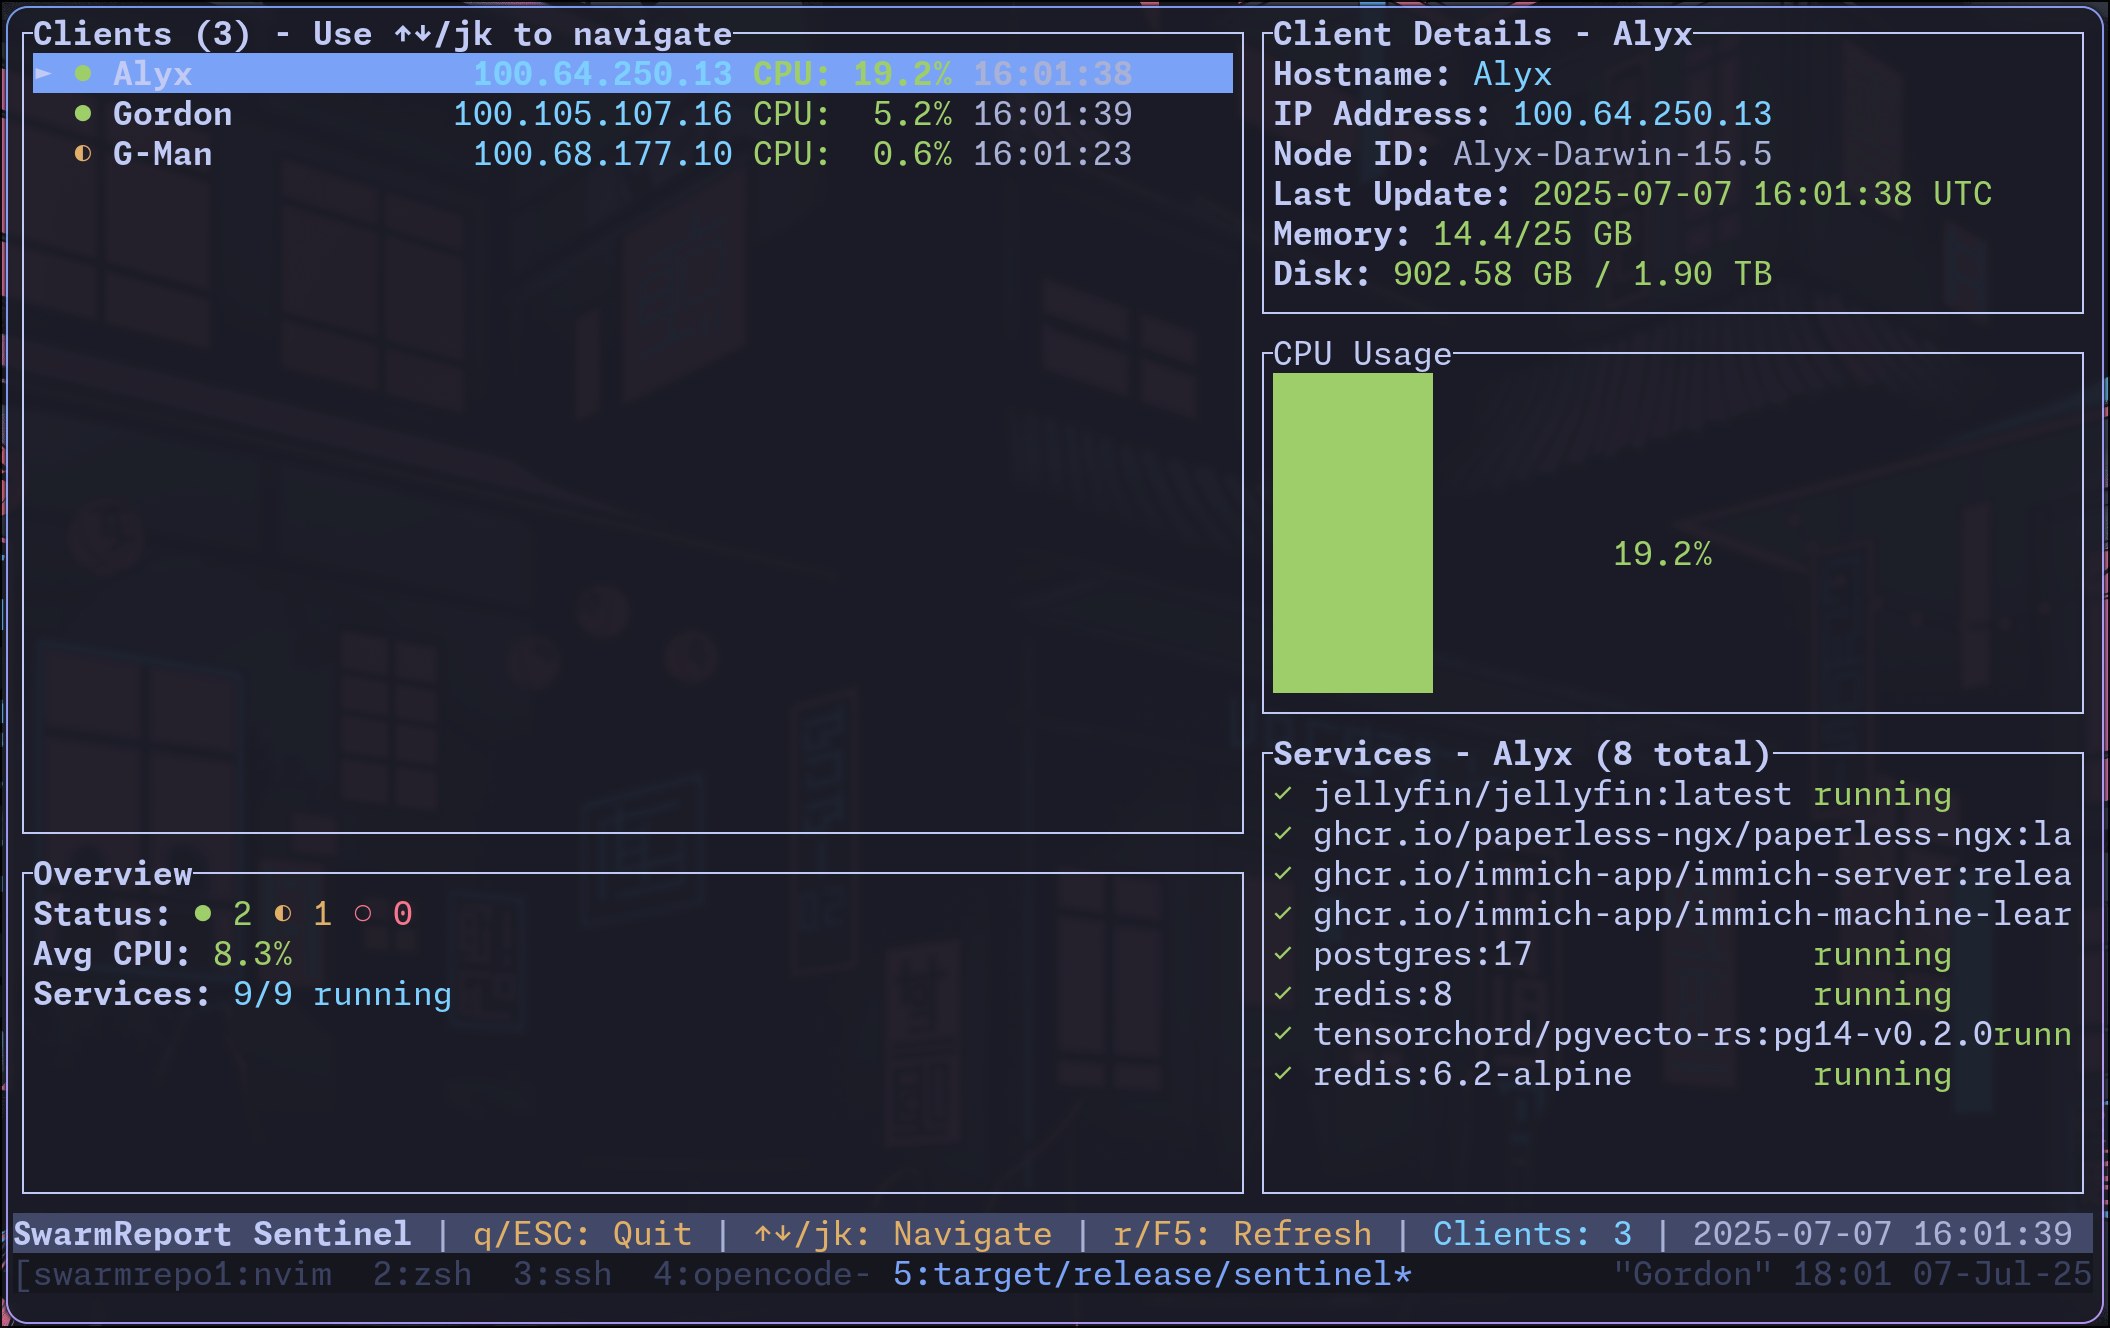 Clients (3) - Use ↑↓/jk to navigate
► ● Alyx 100.64.250.13 CPU: 19.2% 16:01:38
● Gordon 100.105.107.16 CPU: 5.2% 16:01:39
◐ G-Man 100.68.177.10 CPU: 0.6% 16:01:23
Overview
Status: ● 2 ◐ 1 ○ 0
Avg CPU: 8.3%
Services: 9/9 running
Client Details - Alyx
Hostname: Alyx
IP Address: 100.64.250.13
Node ID: Alyx-Darwin-15.5
Last Update: 2025-07-07 16:01:38 UTC
Memory: 14.4/25 GB
Disk: 902.58 GB / 1.90 TB
CPU Usage
19.2%
Services - Alyx (8 total)
✓ jellyfin/jellyfin:latest running
✓ ghcr.io/paperless-ngx/paperless-ngx:la
✓ ghcr.io/immich-app/immich-server:relea
✓ ghcr.io/immich-app/immich-machine-lear
✓ postgres:17 running
✓ redis:8 running
✓ tensorchord/pgvecto-rs:pg14-v0.2.0runn
✓ redis:6.2-alpine running
SwarmReport Sentinel | q/ESC: Quit | ↑↓/jk: Navigate | r/F5: Refresh | Clients: 3 | 2025-07-07 16:01:39
[swarmrepo1:nvim 2:zsh 3:ssh 4:opencode- 5:target/release/sentinel* "Gordon" 18:01 07-Jul-25